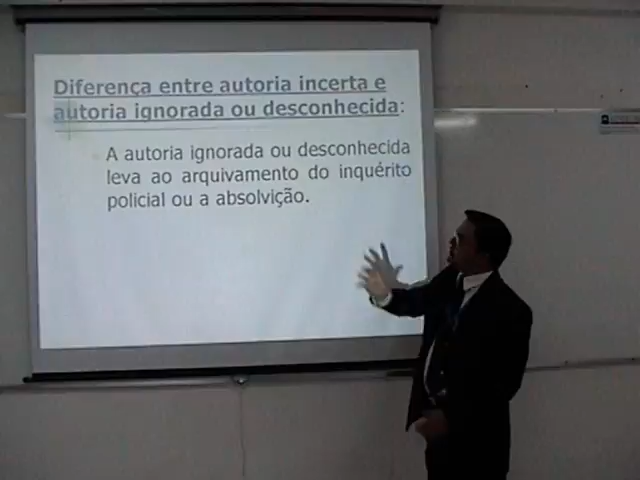 Diferença entre autoria incerta e
autoria ignorada ou desconhecida:
A autoria ignorada ou desconhecida
leva ao arquivamento do inquérito
policial ou a absolvição.